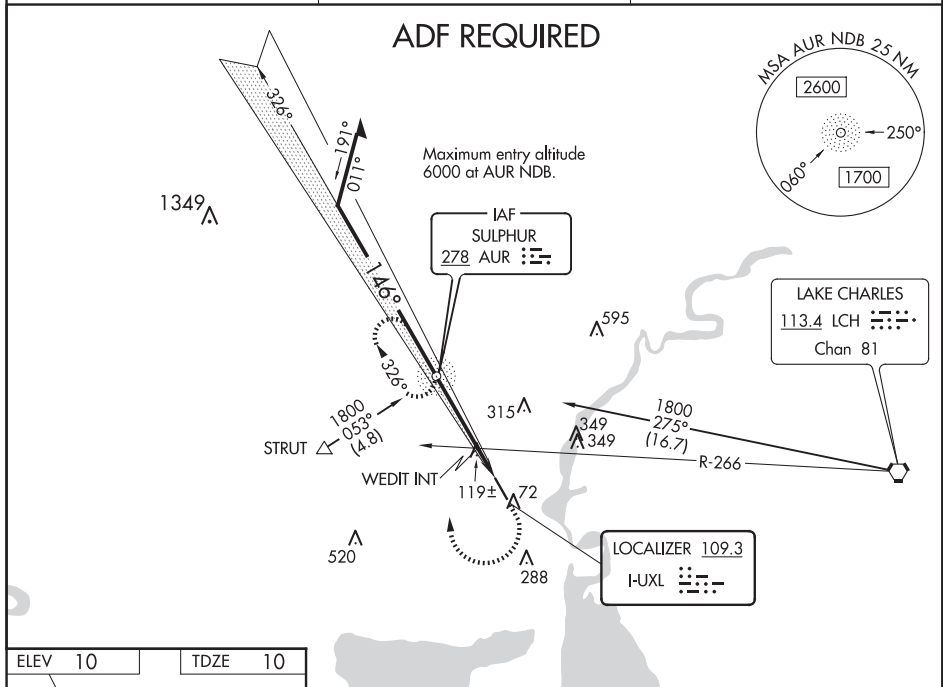 ADF REQUIRED
MSA AUR NDB 25 NM
2600
250°
060°
1700
326°
191°
011°
Maximum entry altitude
6000 at AUR NDB.
1349
IAF
SULPHUR
278 AUR
146°
LAKE CHARLES
113.4 LCH
Chan 81
595
326°
1800
053°
(4.8)
STRUT
315
349
349
1800
275°
(16.7)
R-266
WEDIT INT
119±
72
520
288
LOCALIZER 109.3
I-UXL
ELEV 10
TDZE 10